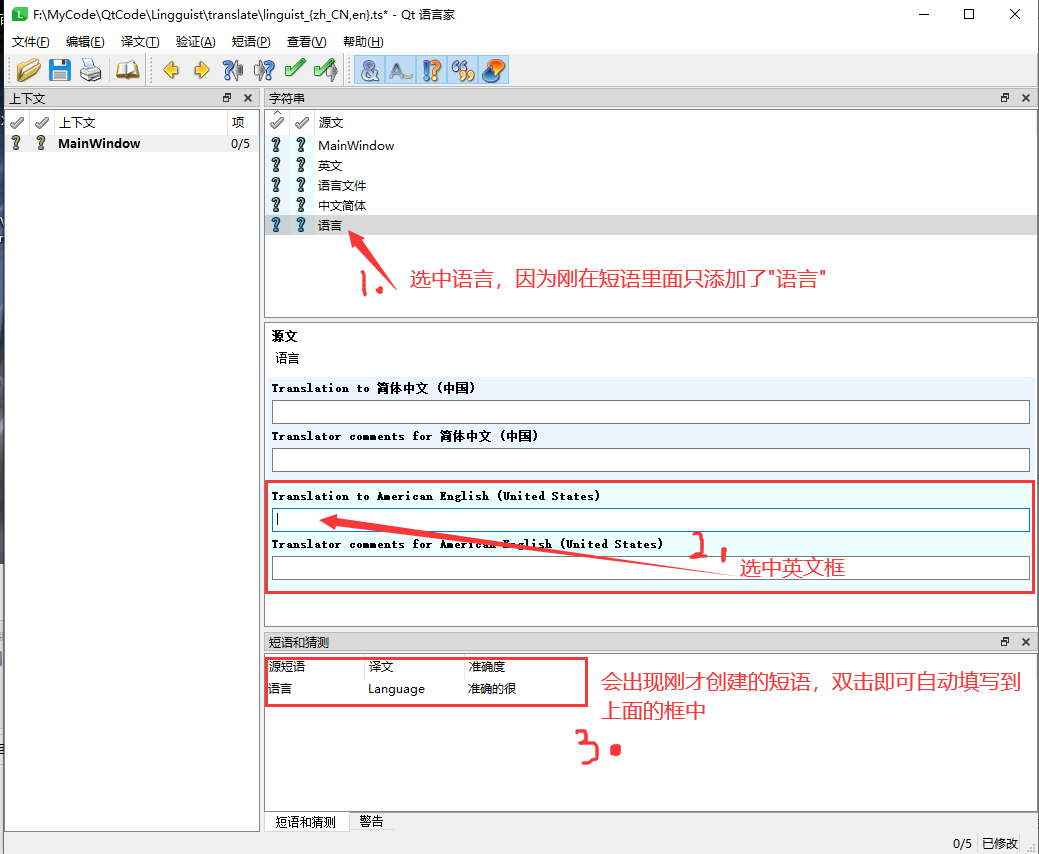 F:\MyCode\QtCode\Lingguist\translate\linguist_{zh_CN,en}.ts* - Qt 语言家
文件(F) 编辑(E) 译文(T) 验证(A) 短语(P) 查看(V) 帮助(H)
上下文
上下文 项
MainWindow 0/5
字符串
源文
MainWindow
英文
语言文件
中文简体
语言
1. 选中语言，因为刚在短语里面只添加了"语言"
源文
语言
Translation to 简体中文 (中国)
Translator comments for 简体中文 (中国)
Translation to American English (United States)
Translator comments for American English (United States)
2, 选中英文框
短语和猜测
源短语 译文 准确度
语言 Language 准确的很
会出现刚才创建的短语，双击即可自动填写到
上面的框中
3.
短语和猜测 警告
0/5 已修改